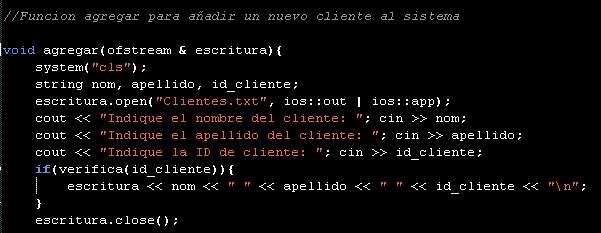 //Funcion agregar para añadir un nuevo cliente al sistema
void agregar(ofstream & escritura){
system("cls");
string nom, apellido, id_cliente;
escritura.open("Clientes.txt", ios::out | ios::app);
cout << "Indique el nombre del cliente: "; cin >> nom;
cout << "Indique el apellido del cliente: "; cin >> apellido;
cout << "Indique la ID de cliente: "; cin >> id_cliente;
if(verifica(id_cliente)){
escritura << nom << " " << apellido << " " << id_cliente << "\n";
}
escritura.close();